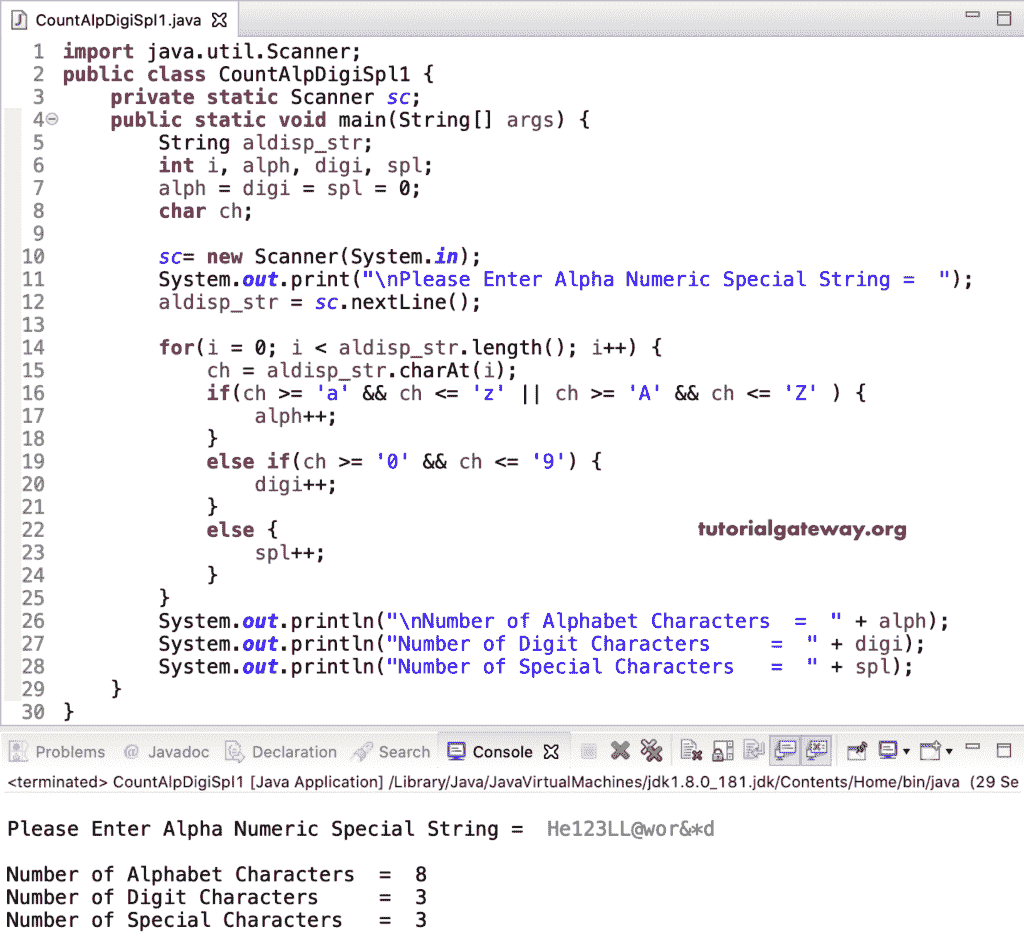 CountAlpDigiSpl1.java
1 import java.util.Scanner;
2 public class CountAlpDigiSpl1 {
3     private static Scanner sc;
4     public static void main(String[] args) {
5         String aldisp_str;
6         int i, alph, digi, spl;
7         alph = digi = spl = 0;
8         char ch;
9
10         sc= new Scanner(System.in);
11         System.out.print("\nPlease Enter Alpha Numeric Special String =  ");
12         aldisp_str = sc.nextLine();
13
14         for(i = 0; i < aldisp_str.length(); i++) {
15             ch = aldisp_str.charAt(i);
16             if(ch >= 'a' && ch <= 'z' || ch >= 'A' && ch <= 'Z' ) {
17                 alph++;
18             }
19             else if(ch >= '0' && ch <= '9') {
20                 digi++;
21             }
22             else {
23                 spl++;
24             }
25         }
26         System.out.println("\nNumber of Alphabet Characters  =  " + alph);
27         System.out.println("Number of Digit Characters     =  " + digi);
28         System.out.println("Number of Special Characters   =  " + spl);
29     }
30 }
tutorialgateway.org
Problems @ Javadoc Declaration Search Console
<terminated> CountAlpDigiSpl1 [Java Application] /Library/Java/JavaVirtualMachines/jdk1.8.0_181.jdk/Contents/Home/bin/java (29 Se
Please Enter Alpha Numeric Special String =  He123LL@wor&*d
Number of Alphabet Characters  =  8
Number of Digit Characters     =  3
Number of Special Characters   =  3